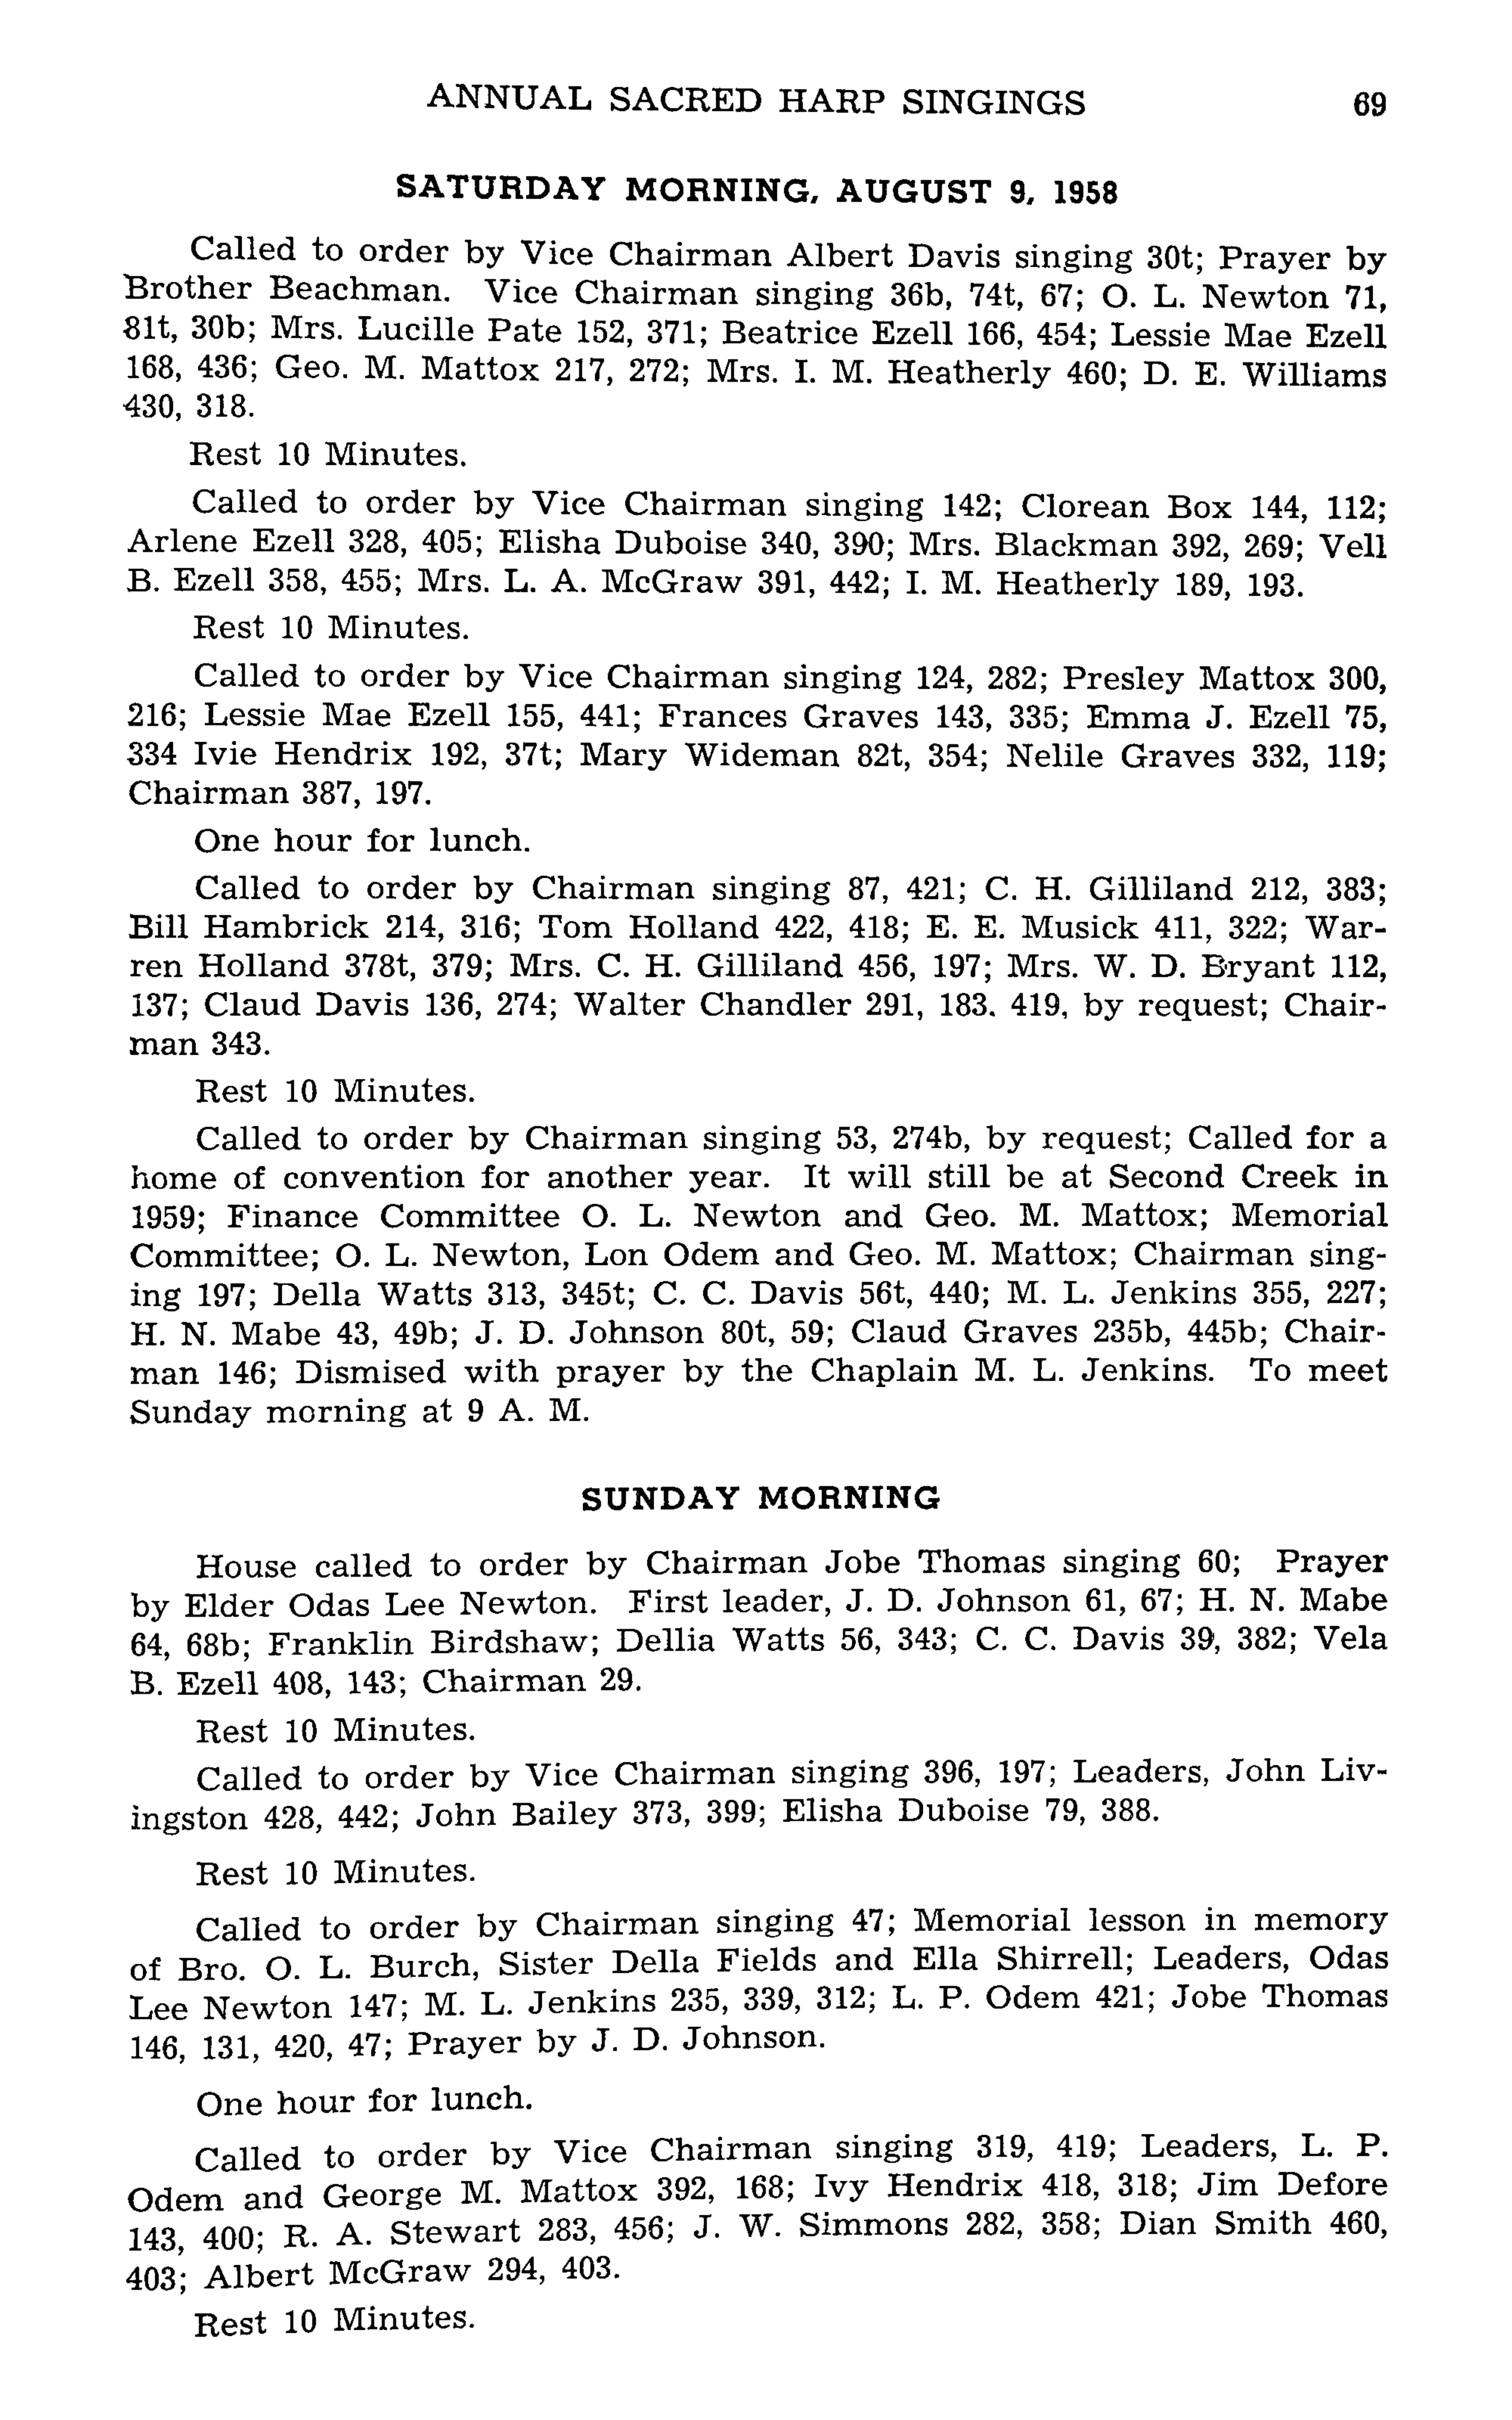 ANNUAL SACRED HARP SINGINGS 69
SATURDAY MORNING, AUGUST 9, 1958
Called to order by Vice Chairman Albert Davis singing 30t; Prayer by
Brother Beachman. Vice Chairman singing 36b, 74t, 67; O. L. Newton 71,
81t, 30b; Mrs. Lucille Pate 152, 371; Beatrice Ezell 166, 454; Lessie Mae Ezell
168, 436; Geo. M. Mattox 217, 272; Mrs. I. M. Heatherly 460; D. E. Williams
430, 318.
Rest 10 Minutes.
Called to order by Vice Chairman singing 142; Clorean Box 144, 112;
Arlene Ezell 328, 405; Elisha Duboise 340, 390; Mrs. Blackman 392, 269; Vell
B. Ezell 358, 455; Mrs. L. A. McGraw 391, 442; I. M. Heatherly 189, 193.
Rest 10 Minutes.
Called to order by Vice Chairman singing 124, 282; Presley Mattox 300,
216; Lessie Mae Ezell 155, 441; Frances Graves 143, 335; Emma J. Ezell 75,
334 Ivie Hendrix 192, 37t; Mary Wideman 82t, 354; Nelile Graves 332, 119;
Chairman 387, 197.
One hour for lunch.
Called to order by Chairman singing 87, 421; C. H. Gilliland 212, 383;
Bill Hambrick 214, 316; Tom Holland 422, 418; E. E. Musick 411, 322; War-
ren Holland 378t, 379; Mrs. C. H. Gilliland 456, 197; Mrs. W. D. Bryant 112,
137; Claud Davis 136, 274; Walter Chandler 291, 183. 419, by request; Chair-
man 343.
Rest 10 Minutes.
Called to order by Chairman singing 53, 274b, by request; Called for a
home of convention for another year. It will still be at Second Creek in
1959; Finance Committee O. L. Newton and Geo. M. Mattox; Memorial
Committee; O. L. Newton, Lon Odem and Geo. M. Mattox; Chairman sing-
ing 197; Della Watts 313, 345t; C. C. Davis 56t, 440; M. L. Jenkins 355, 227;
H. N. Mabe 43, 49b; J. D. Johnson 80t, 59; Claud Graves 235b, 445b; Chair-
man 146; Dismised with prayer by the Chaplain M. L. Jenkins. To meet
Sunday morning at 9 A. M.
SUNDAY MORNING
House called to order by Chairman Jobe Thomas singing 60; Prayer
by Elder Odas Lee Newton. First leader, J. D. Johnson 61, 67; H. N. Mabe
64, 68b; Franklin Birdshaw; Dellia Watts 56, 343; C. C. Davis 39, 382; Vela
B. Ezell 408, 143; Chairman 29.
Rest 10 Minutes.
Called to order by Vice Chairman singing 396, 197; Leaders, John Liv-
ingston 428, 442; John Bailey 373, 399; Elisha Duboise 79, 388.
Rest 10 Minutes.
Called to order by Chairman singing 47; Memorial lesson in memory
of Bro. O. L. Burch, Sister Della Fields and Ella Shirrell; Leaders, Odas
Lee Newton 147; M. L. Jenkins 235, 339, 312; L. P. Odem 421; Jobe Thomas
146, 131, 420, 47; Prayer by J. D. Johnson.
One hour for lunch.
Called to order by Vice Chairman singing 319, 419; Leaders, L. P.
Odem and George M. Mattox 392, 168; Ivy Hendrix 418, 318; Jim Defore
143, 400; R. A. Stewart 283, 456; J. W. Simmons 282, 358; Dian Smith 460,
403; Albert McGraw 294, 403.
Rest 10 Minutes.